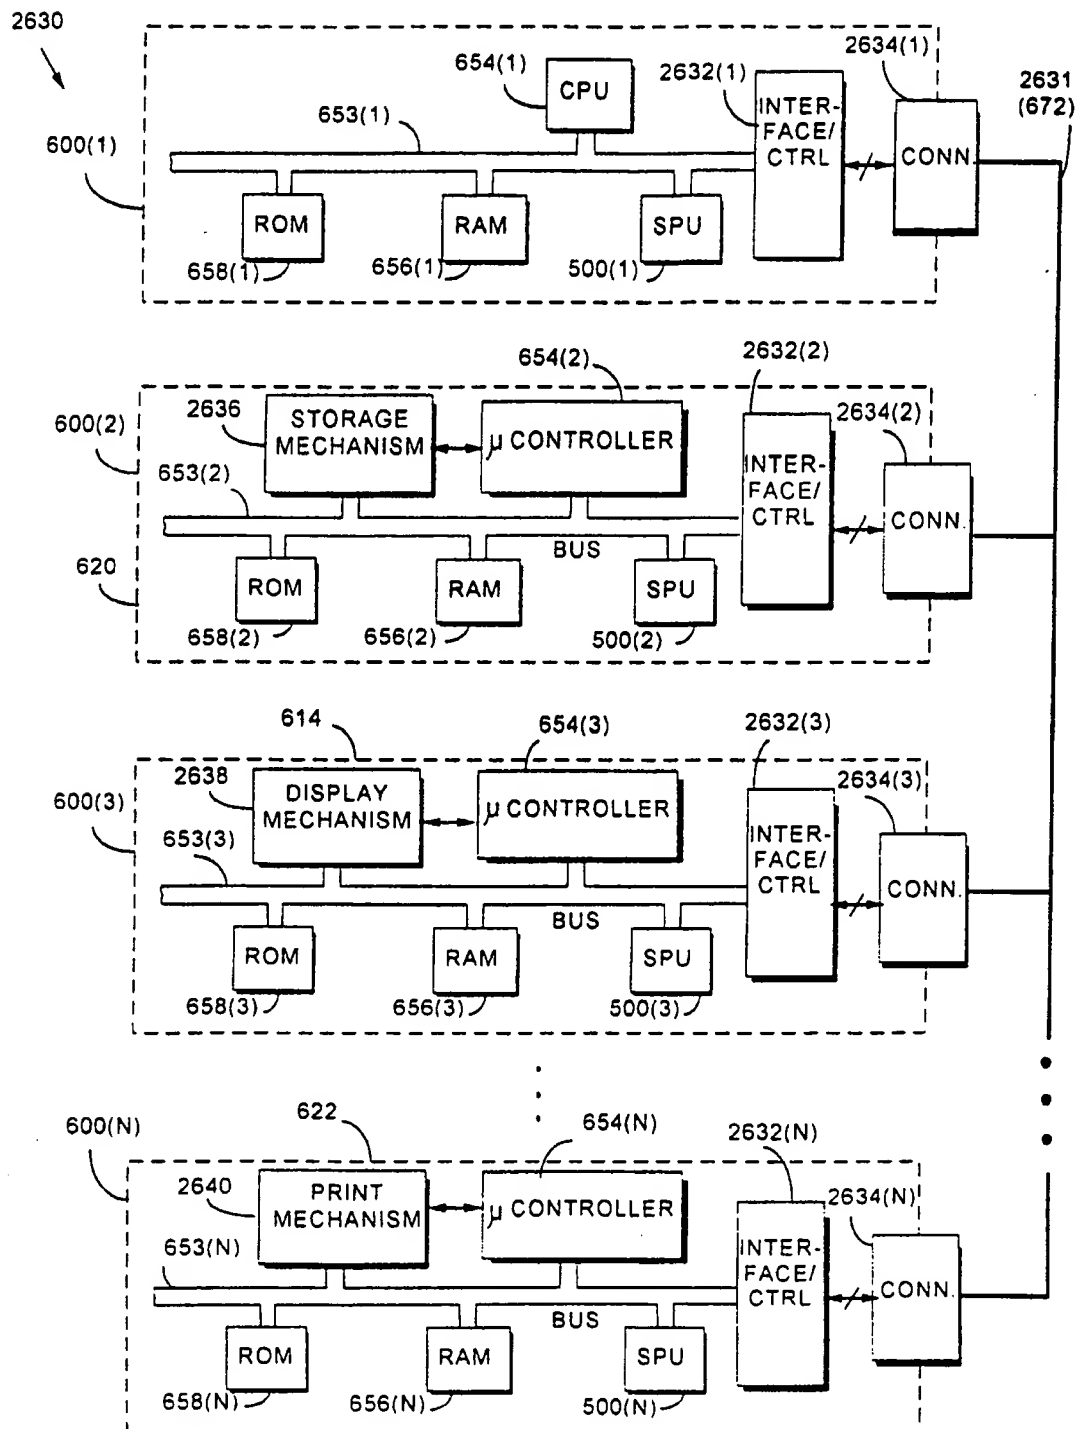 2630
600(1)
654(1)
CPU
653(1)
2632(1)
INTER-
FACE/
CTRL
2634(1)
CONN.
2631
(672)
ROM
RAM
SPU
658(1)
656(1)
500(1)
600(2)
620
2636
STORAGE
MECHANISM
654(2)
μ CONTROLLER
653(2)
BUS
2632(2)
INTER-
FACE/
CTRL
2634(2)
CONN.
ROM
RAM
SPU
658(2)
656(2)
500(2)
614
600(3)
2638
DISPLAY
MECHANISM
654(3)
μ CONTROLLER
653(3)
BUS
2632(3)
INTER-
FACE/
CTRL
2634(3)
CONN.
ROM
RAM
SPU
658(3)
656(3)
500(3)
600(N)
622
2640
PRINT
MECHANISM
654(N)
μ CONTROLLER
653(N)
BUS
2632(N)
INTER-
FACE/
CTRL
2634(N)
CONN.
ROM
RAM
SPU
658(N)
656(N)
500(N)